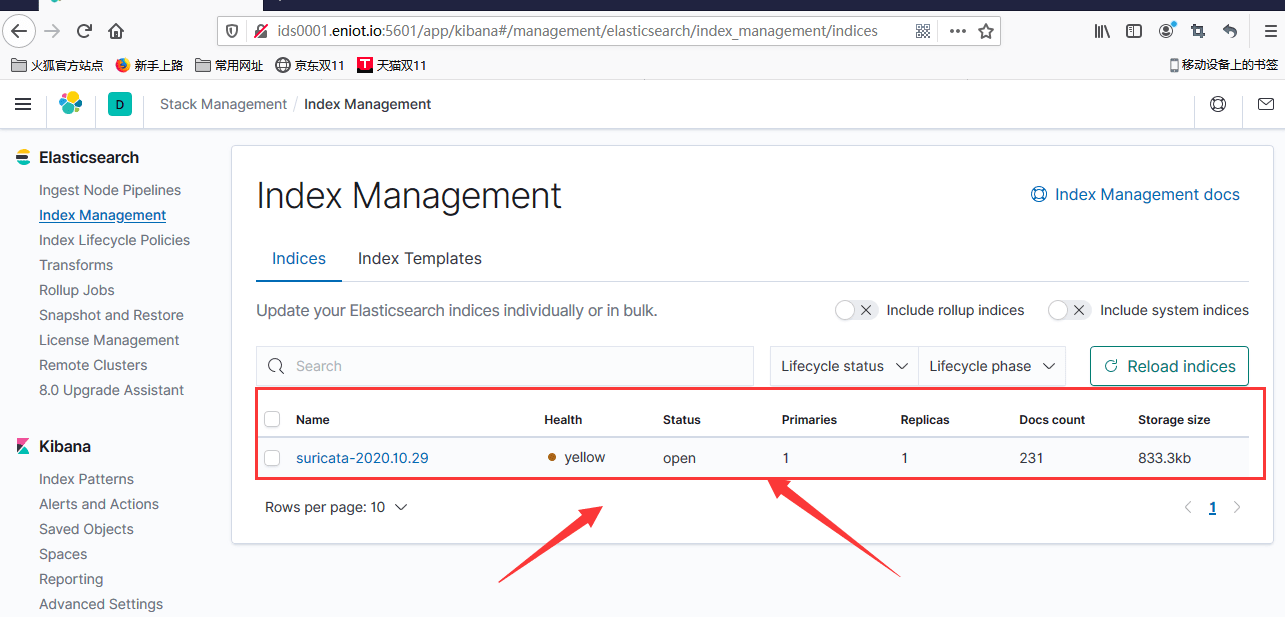 ids0001.eniot.io:5601/app/kibana#/management/elasticsearch/index_management/indices
火狐官方站点 新手上路 常用网址 京东双11 天猫双11 移动设备上的书签
D Stack Management / Index Management
Elasticsearch
Ingest Node Pipelines
Index Management
Index Lifecycle Policies
Transforms
Rollup Jobs
Snapshot and Restore
License Management
Remote Clusters
8.0 Upgrade Assistant
Kibana
Index Patterns
Alerts and Actions
Saved Objects
Spaces
Reporting
Advanced Settings
Index Management
Index Management docs
Indices Index Templates
Update your Elasticsearch indices individually or in bulk. Include rollup indices Include system indices
Search Lifecycle status Lifecycle phase Reload indices
Name Health Status Primaries Replicas Docs count Storage size
suricata-2020.10.29 yellow open 1 1 231 833.3kb
Rows per page: 10 1